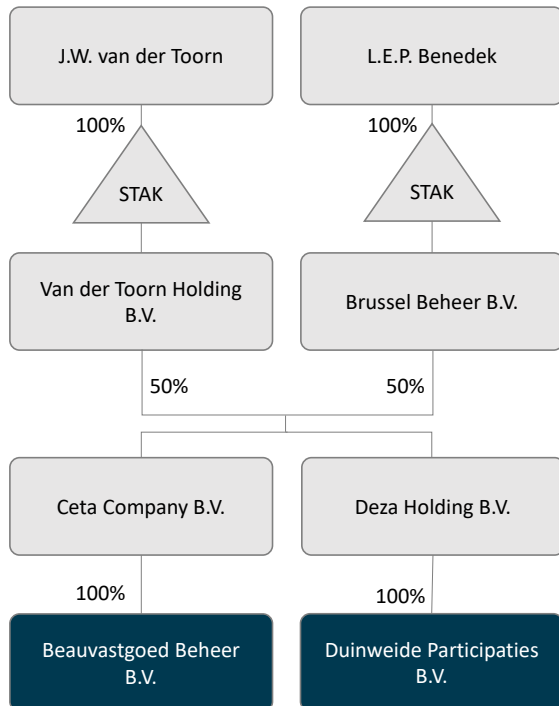 J.W. van der Toorn
L.E.P. Benedek
100%
100%
STAK
STAK
Van der Toorn Holding
B.V.
Brussel Beheer B.V.
50%
50%
Ceta Company B.V.
Deza Holding B.V.
100%
100%
Beauvastgoed Beheer
B.V.
Duinweide Participaties
B.V.